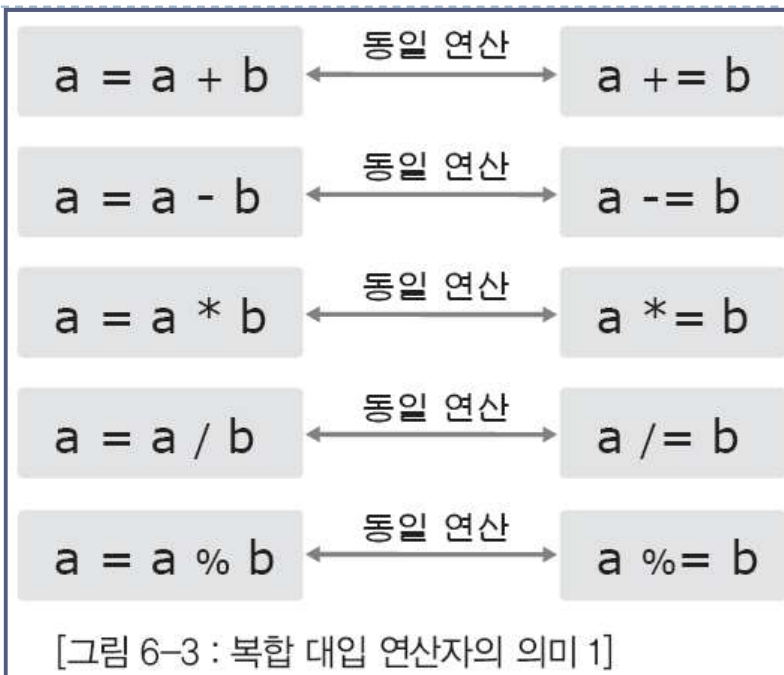 a = a + b 동일 연산 a += b
a = a - b 동일 연산 a -= b
a = a * b 동일 연산 a *= b
a = a / b 동일 연산 a /= b
a = a % b 동일 연산 a %= b
[그림 6-3 : 복합 대입 연산자의 의미 1]